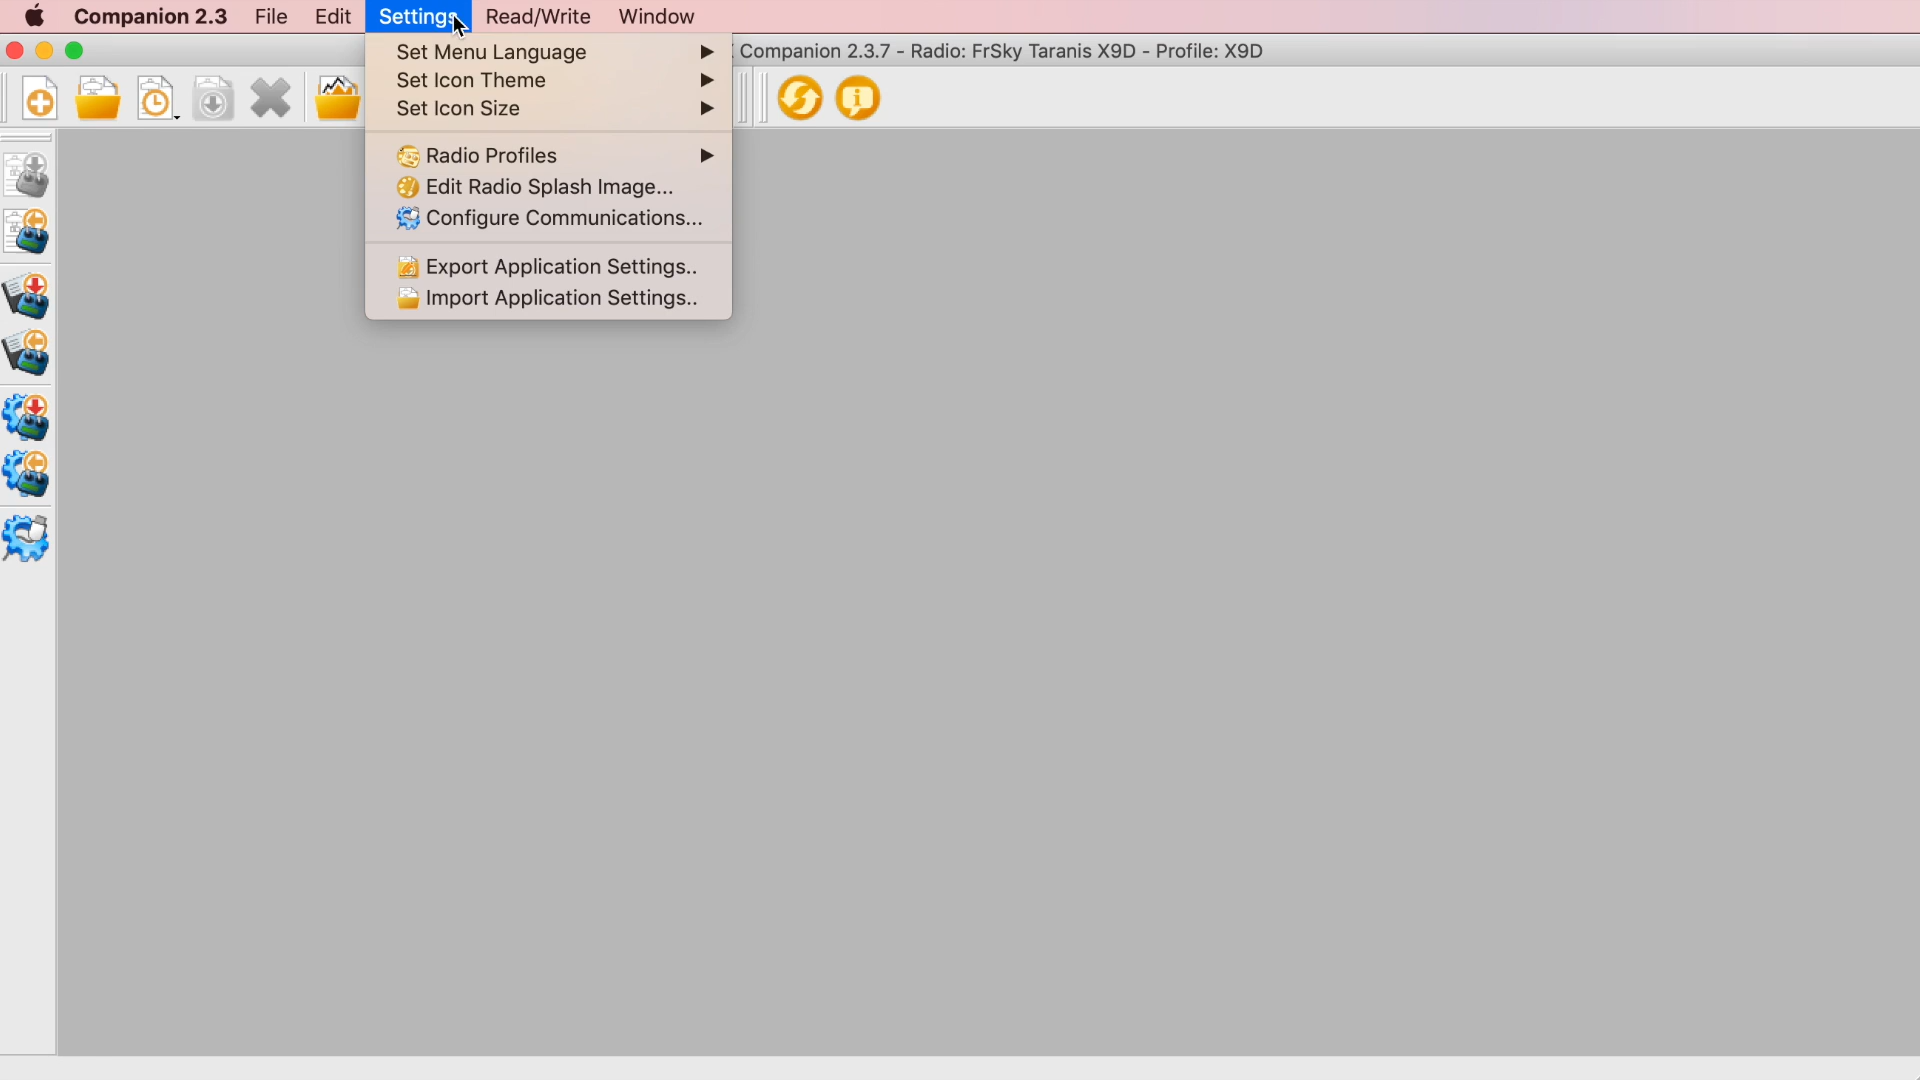 Companion 2.3 File Edit Settings Read/Write Window
Companion 2.3.7 - Radio: FrSky Taranis X9D - Profile: X9D
Set Menu Language
Set Icon Theme
Set Icon Size
Radio Profiles
Edit Radio Splash Image...
Configure Communications...
Export Application Settings..
Import Application Settings..